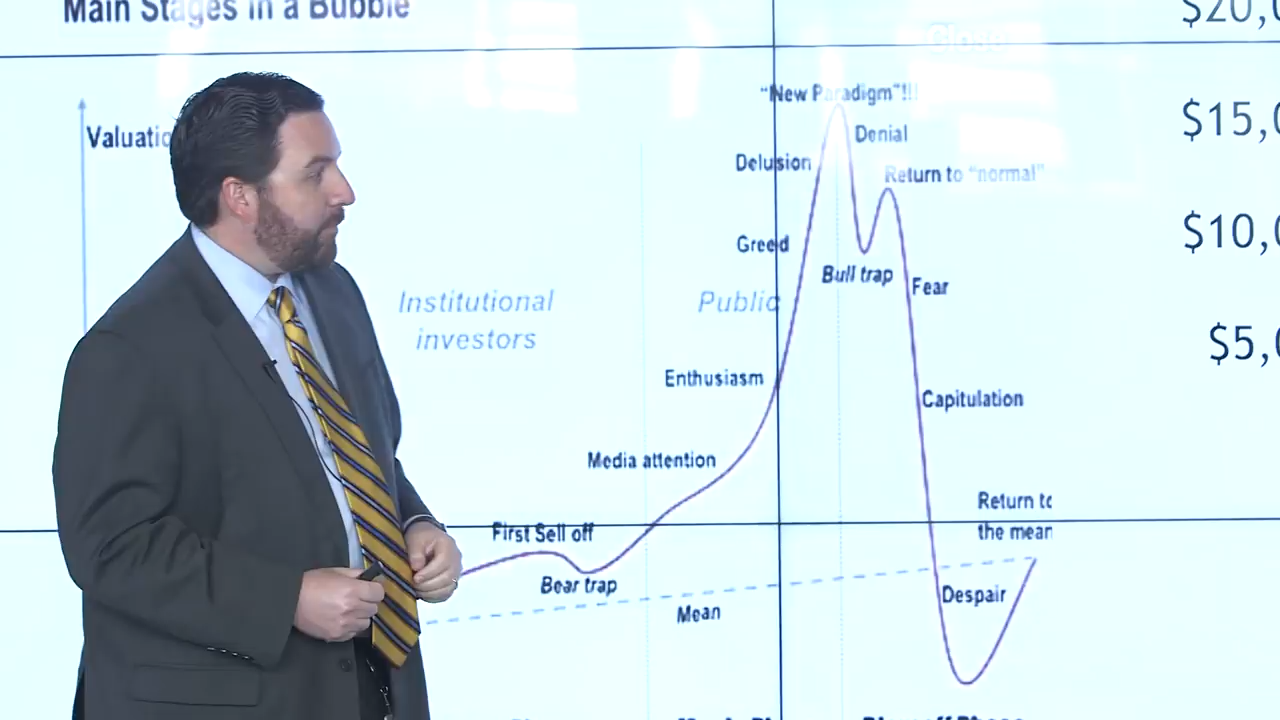 Main Stages in a Bubble
$20,
Close
"New Paradigm"!!!
$15,0
Valuatio
Denial
Delusion
Return to "normal"
$10,0
Greed
Bull trap
Fear
Institutional
investors
Public
$5,0
Enthusiasm
Capitulation
Media attention
Return to
the mean
First Sell off
Bear trap
Despair
Mean